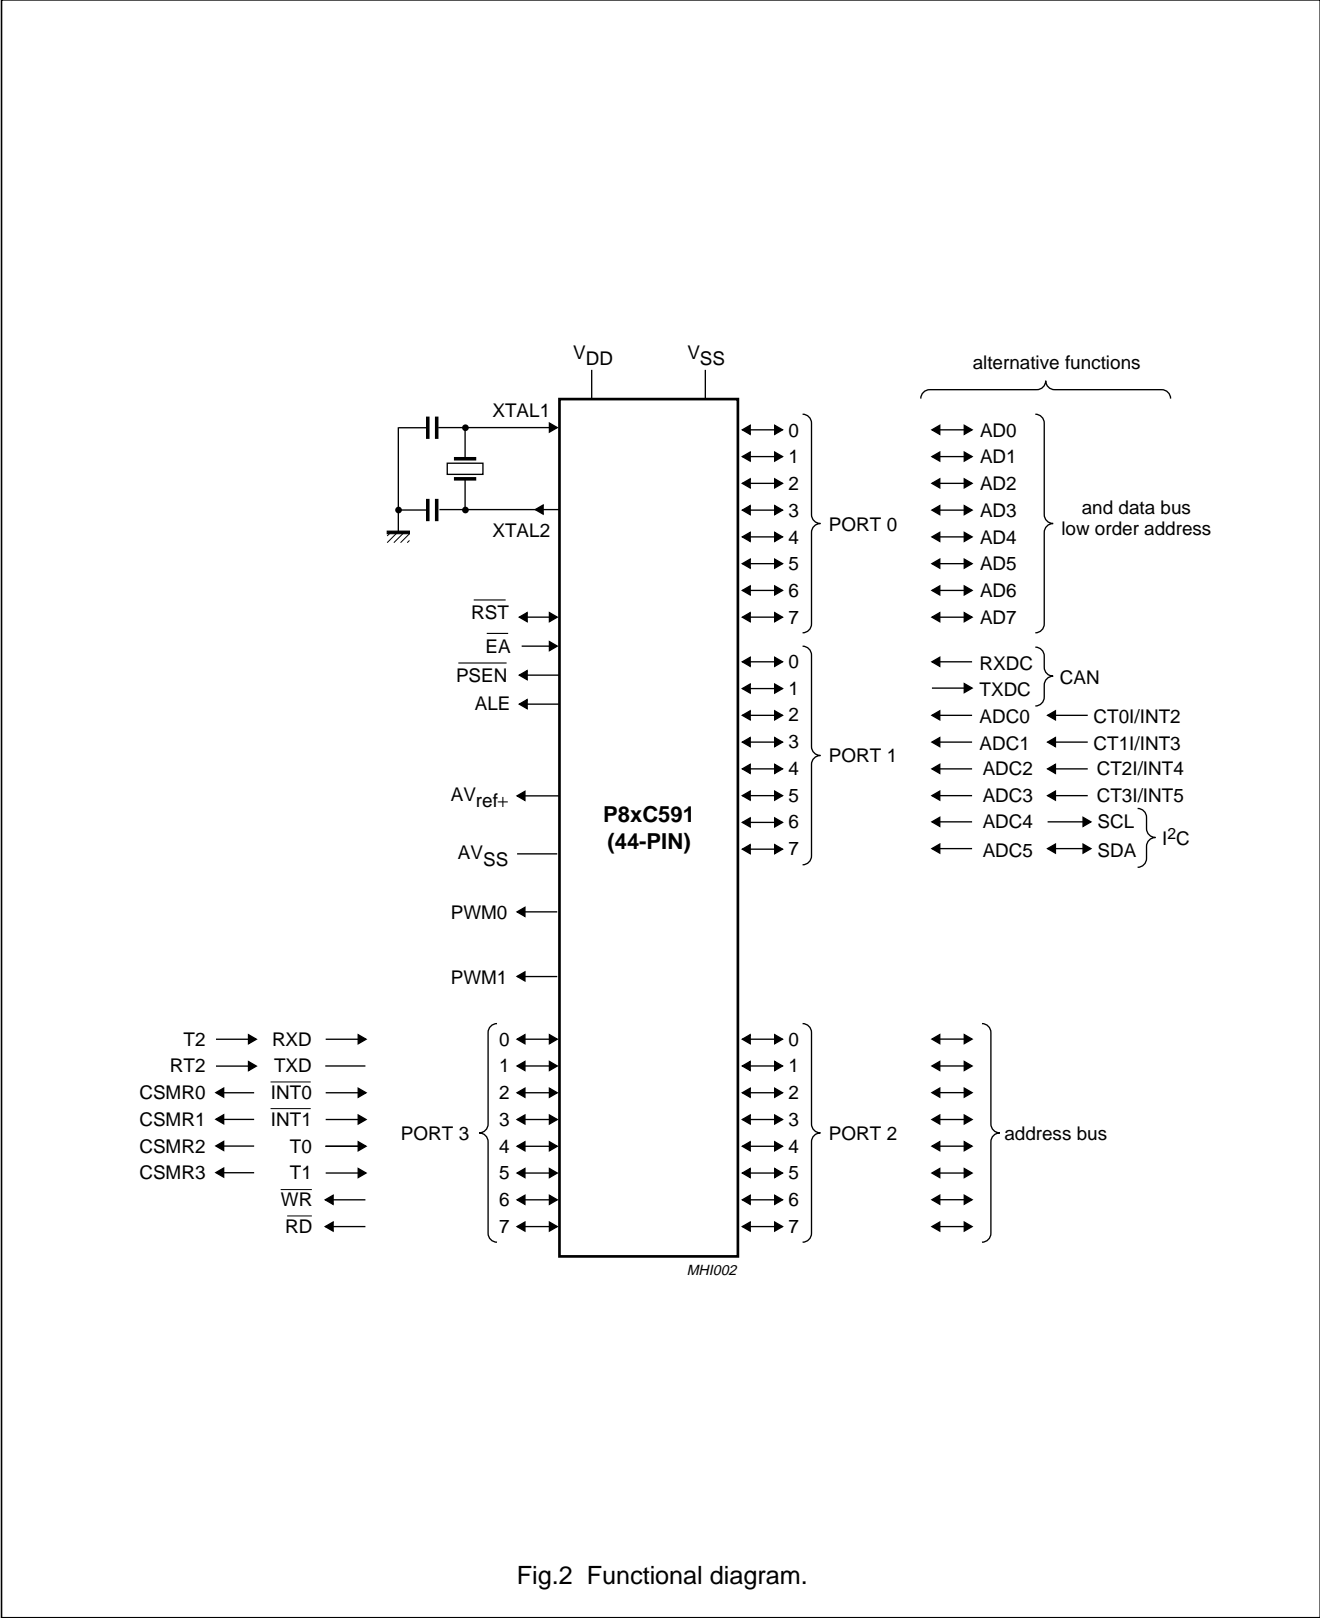 VDD VSS
alternative functions
XTAL1
XTAL2
0 AD0
1 AD1
2 AD2
3 AD3
4 AD4
5 AD5
6 AD6
7 AD7
PORT 0
and data bus
low order address
RST
EA
PSEN
ALE
0 RXDC
1 TXDC
CAN
2 ADC0 CT0I/INT2
3 ADC1 CT1I/INT3
4 ADC2 CT2I/INT4
5 ADC3 CT3I/INT5
6 ADC4 SCL
7 ADC5 SDA
I2C
PORT 1
AVref+
P8xC591
(44-PIN)
AVSS
PWM0
PWM1
T2 RXD 0
RT2 TXD 1
CSMR0 INT0 2
CSMR1 INT1 3
CSMR2 T0 4
CSMR3 T1 5
WR 6
RD 7
PORT 3
0
1
2
3
4
5
6
7
PORT 2
address bus
MHI002
Fig.2 Functional diagram.